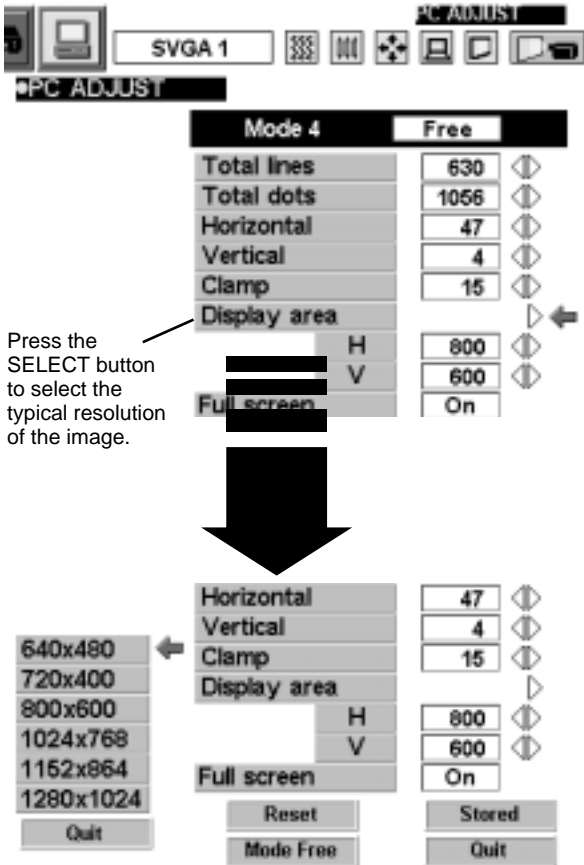 PC ADJUST
SVGA 1
●PC ADJUST
Mode 4 Free
Total lines 630
Total dots 1056
Horizontal 47
Vertical 4
Clamp 15
Display area
H 800
V 600
Full screen On
Press the
SELECT button
to select the
typical resolution
of the image.
Horizontal 47
Vertical 4
Clamp 15
Display area
H 800
V 600
Full screen On
640x480
720x400
800x600
1024x768
1152x864
1280x1024
Quit
Reset Stored
Mode Free Quit